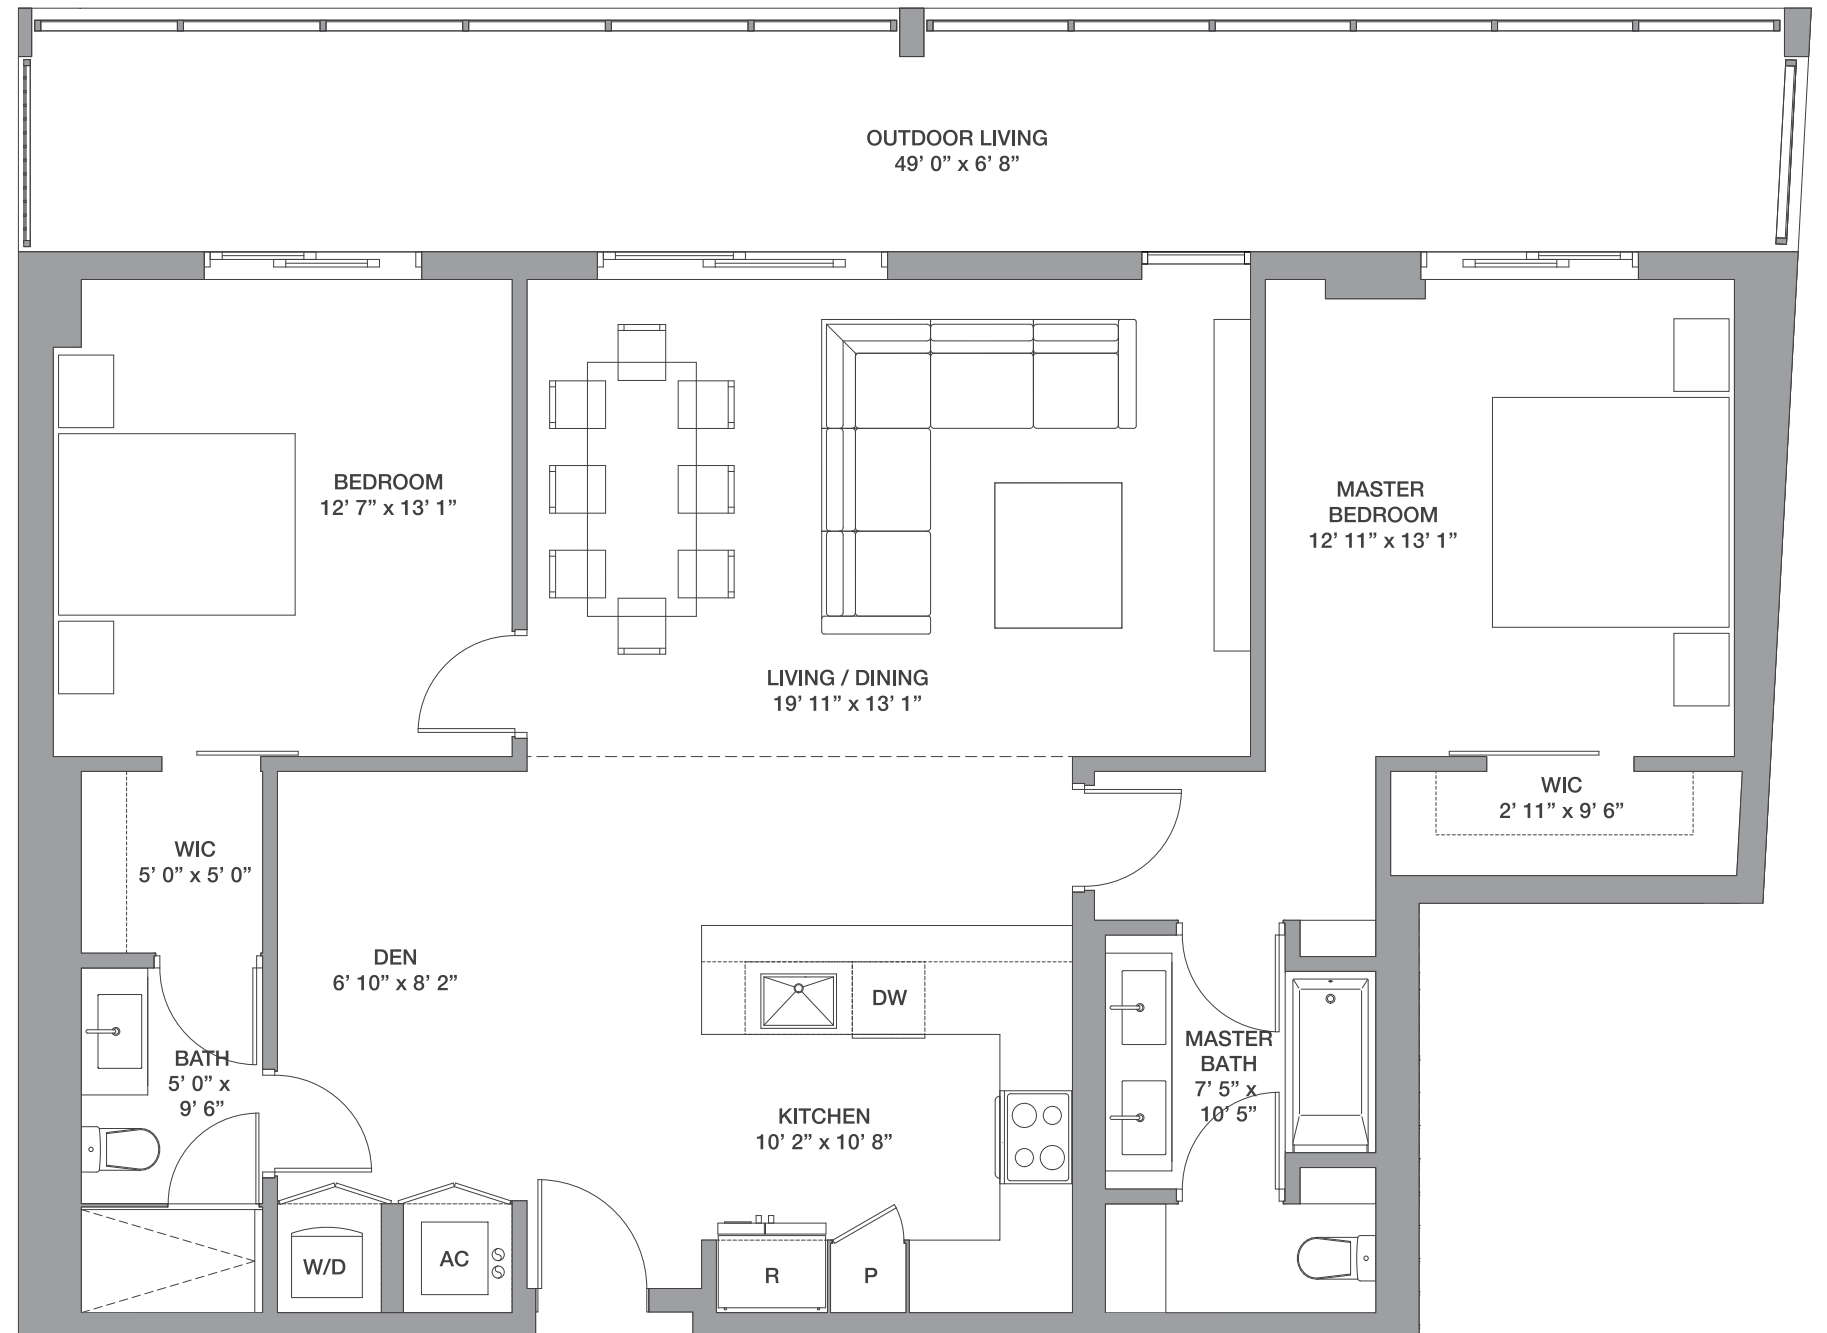 OUTDOOR LIVING
49’ 0” x 6’ 8”
BEDROOM
12’ 7” x 13’ 1”
MASTER
BEDROOM
12’ 11” x 13’ 1”
LIVING / DINING
19’ 11” x 13’ 1”
WIC
2’ 11” x 9’ 6”
WIC
5’ 0” x 5’ 0”
DEN
6’ 10” x 8’ 2”
DW
BATH
5’ 0” x
9’ 6”
MASTER
BATH
7’ 5” x
10’ 5”
KITCHEN
10’ 2” x 10’ 8”
W/D
AC
R
P